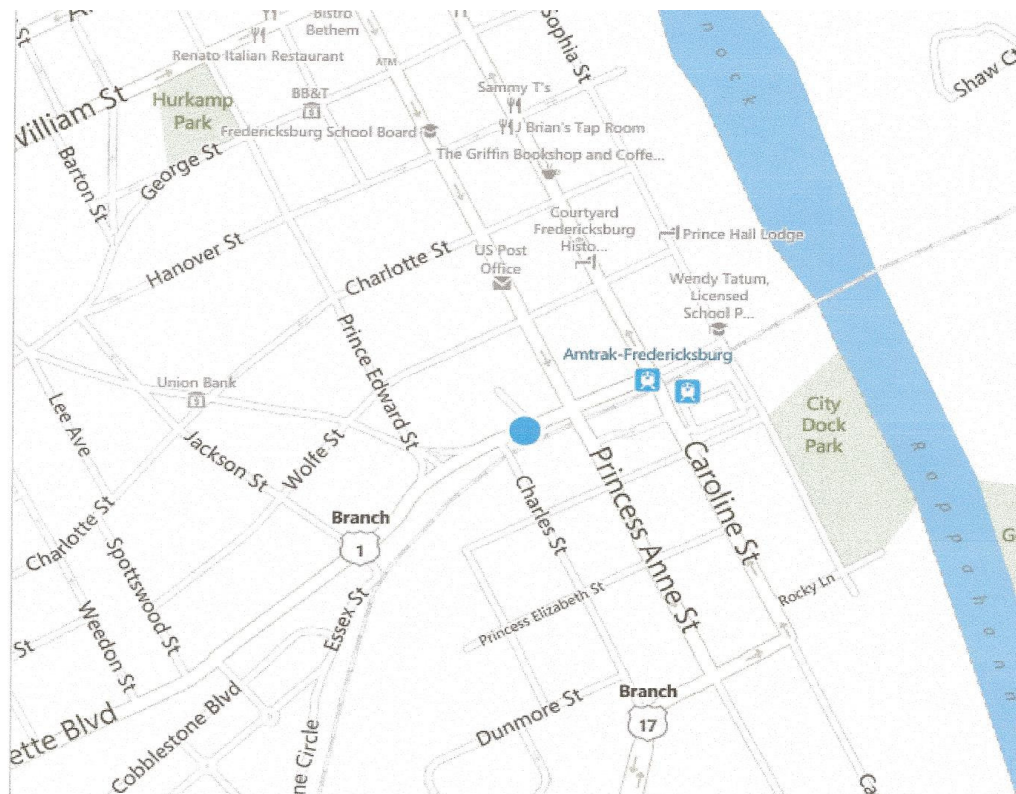 Bistro
Bethem
Sophia St
nock
Renato Italian Restaurant
ATM
Shaw C
St
William St
Hurkamp
Park
BB&T
Sammy T's
Fredericksburg School Board
J Brian's Tap Room
The Griffin Bookshop and Coffe...
Barton St
George St
Courtyard
Fredericksburg
Histo...
Prince Hall Lodge
Hanover St
Charlotte St
US Post
Office
Wendy Tatum,
Licensed
School P...
Prince Edward St
Amtrak-Fredericksburg
Union Bank
City
Dock
Park
Lee Ave
Jackson St
Wolfe St
Princess Anne St
Caroline St
Rappahann
Charlotte St
Charles St
Branch
1
G
Spottswood St
Essex St
Princess Elizabeth St
Rocky Ln
St
Weedon St
Branch
17
ette Blvd
Cobblestone Blvd
Dunmore St
ne Circle
Ca